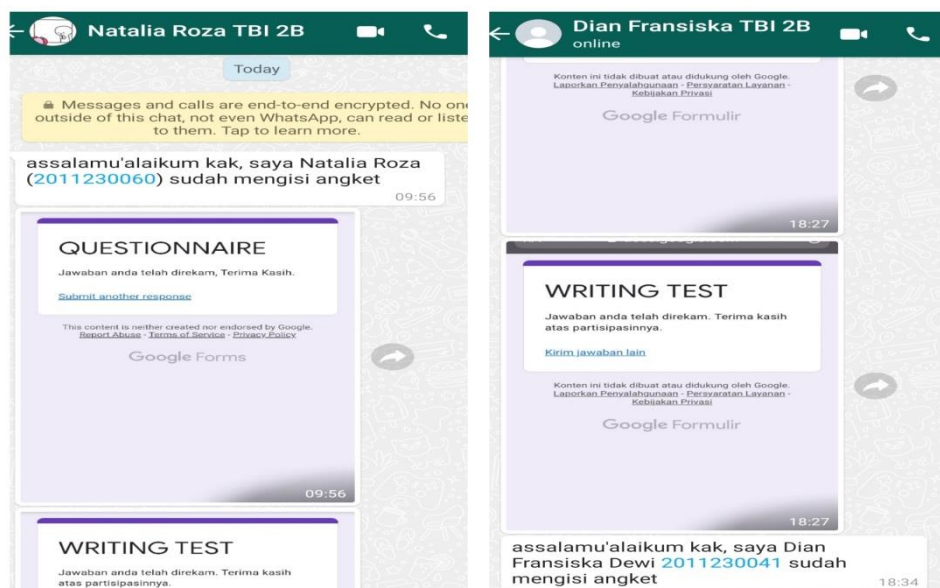 Natalia Roza TBI 2B
Today
Messages and calls are end-to-end encrypted. No one
outside of this chat, not even WhatsApp, can read or liste
to them. Tap to learn more.
assalamu'alaikum kak, saya Natalia Roza
(2011230060) sudah mengisi angket
09:56
QUESTIONNAIRE
Jawaban anda telah direkam, Terima Kasih.
Submit another response
This content is neither created nor endorsed by Google.
Report Abuse - Terms of Service - Privacy Policy
Google Forms
09:56
WRITING TEST
Jawaban anda telah direkam. Terima kasih
atas partisipasinnya.
Dian Fransiska TBI 2B
online
Konten ini tidak dibuat atau didukung oleh Google.
Laporkan Penyalahgunaan - Persyaratan Layanan -
Kebijakan Privasi
Google Formulir
18:27
WRITING TEST
Jawaban anda telah direkam. Terima kasih
atas partisipasinnya.
Kirim jawaban lain
Konten ini tidak dibuat atau didukung oleh Google.
Laporkan Penyalahgunaan - Persyaratan Layanan -
Kebijakan Privasi
Google Formulir
18:27
assalamu'alaikum kak, saya Dian
Fransiska Dewi 2011230041 sudah
mengisi angket
18:34